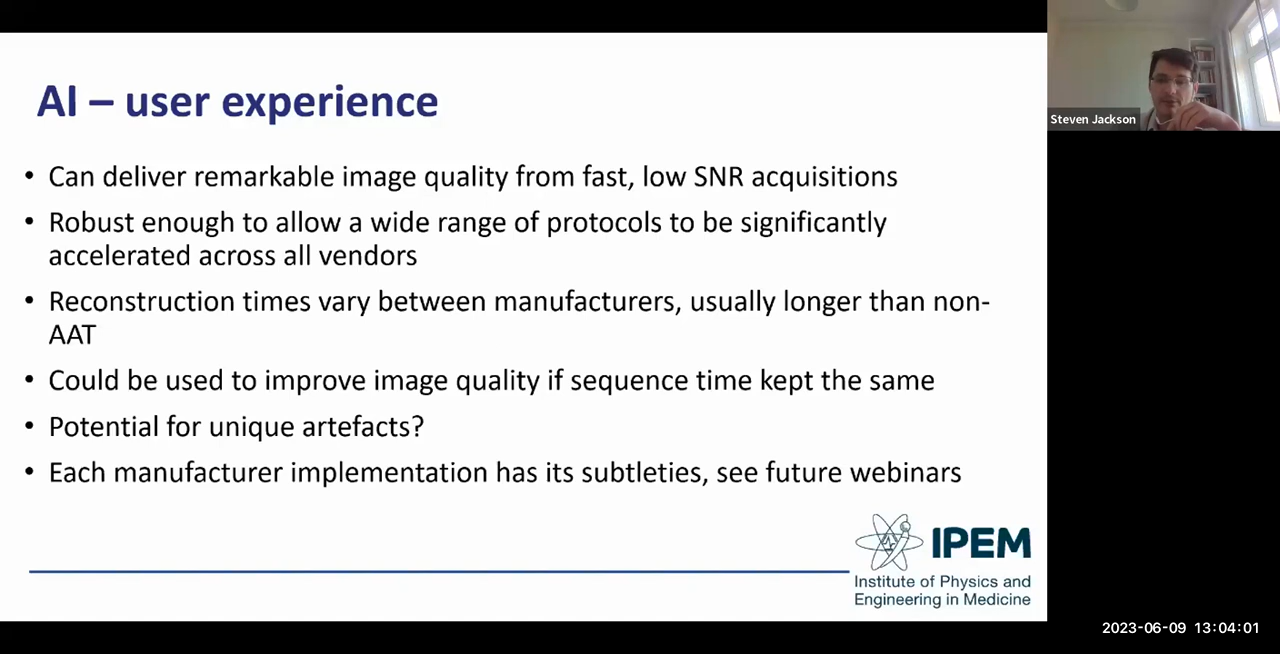 AI – user experience
• Can deliver remarkable image quality from fast, low SNR acquisitions
• Robust enough to allow a wide range of protocols to be significantly
accelerated across all vendors
• Reconstruction times vary between manufacturers, usually longer than non-
AAT
• Could be used to improve image quality if sequence time kept the same
• Potential for unique artefacts?
• Each manufacturer implementation has its subtleties, see future webinars
IPEM
Institute of Physics and
Engineering in Medicine
Steven Jackson
2023-06-09 13:04:01